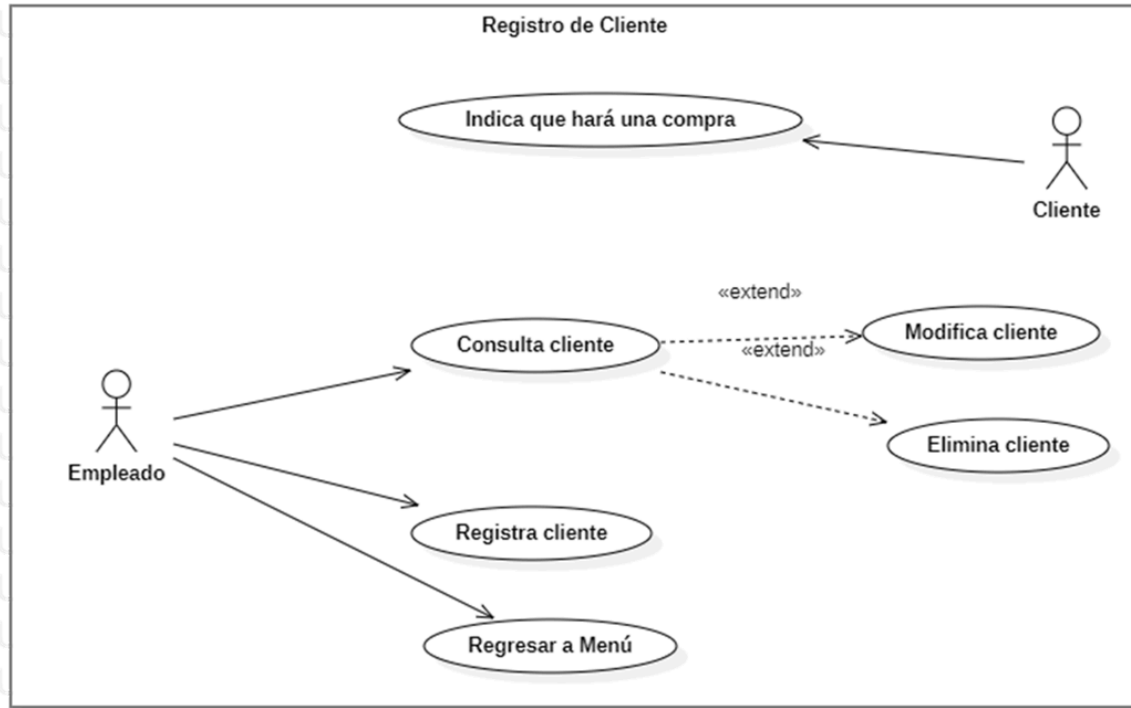 Registro de Cliente
Indica que hará una compra
Cliente
«extend»
Modifica cliente
Consulta cliente
«extend»
Elimina cliente
Empleado
Registra cliente
Regresar a Menú